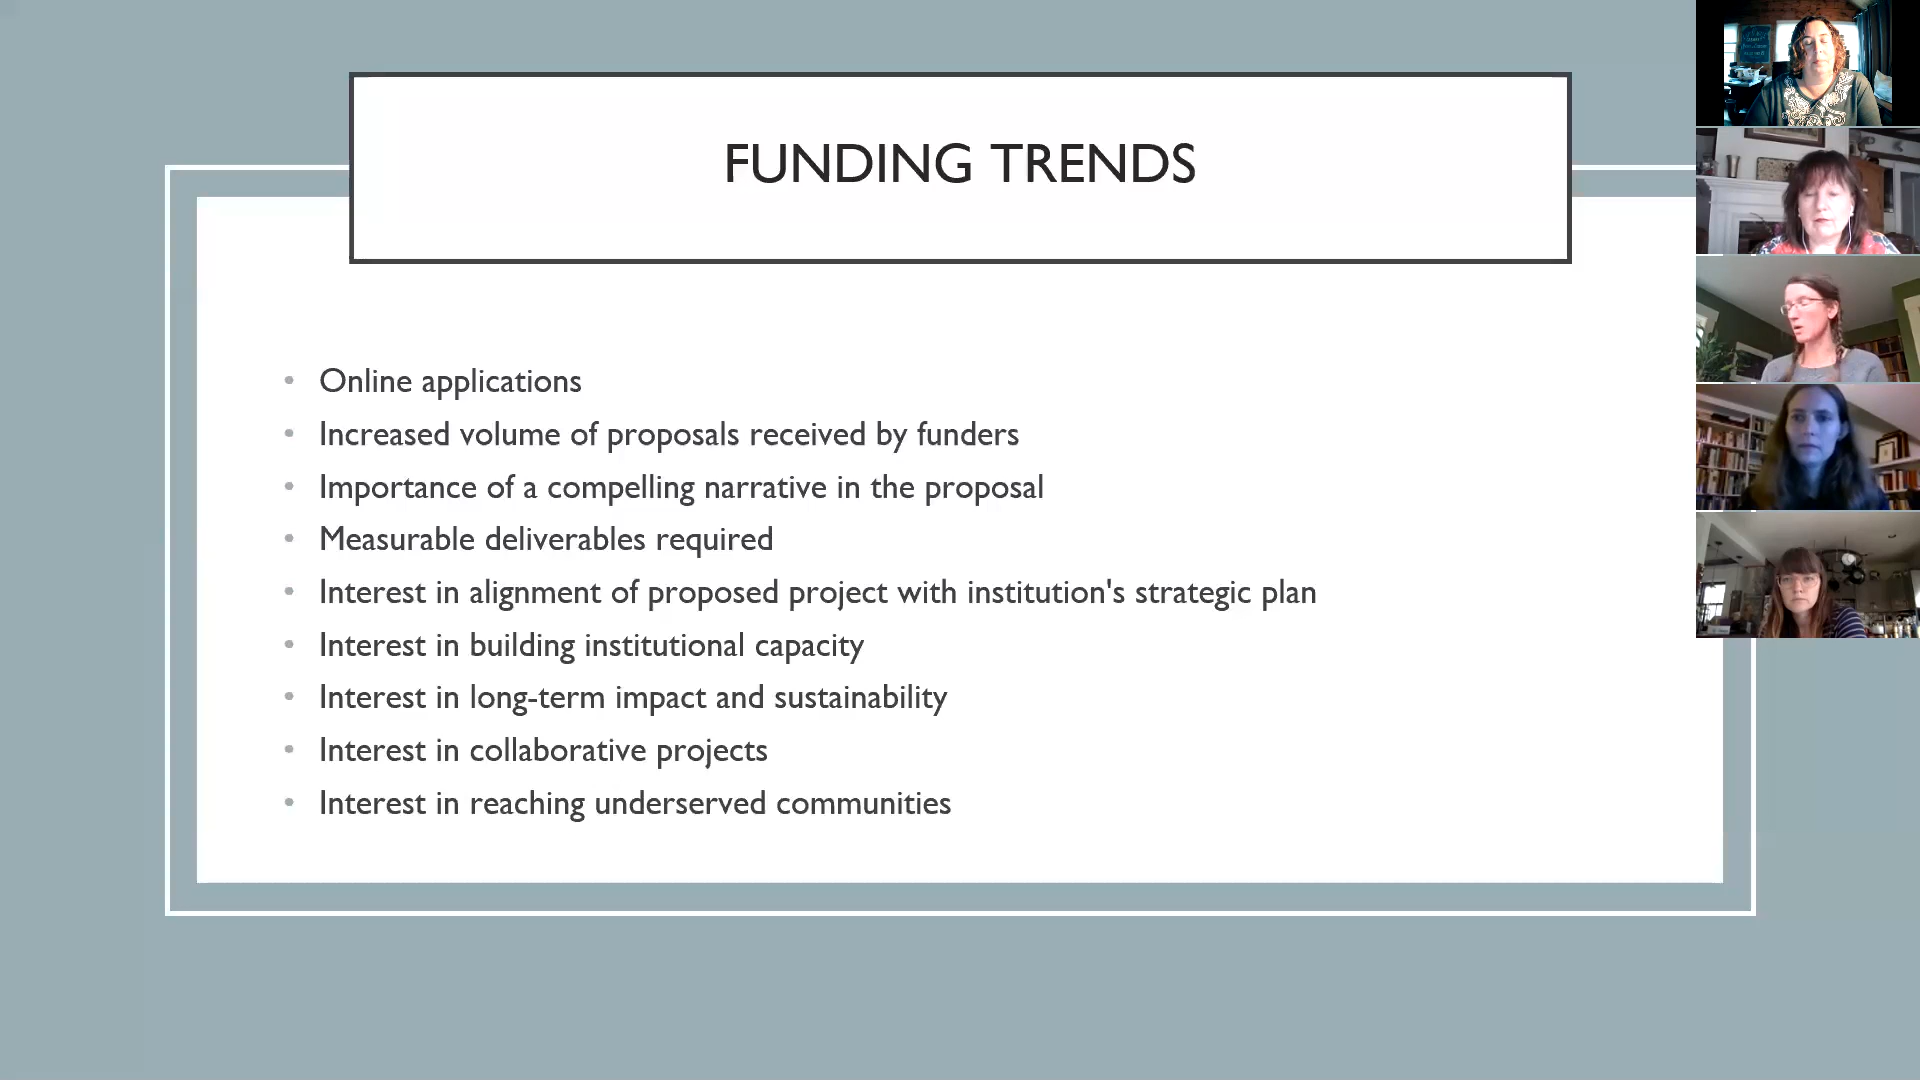 FUNDING TRENDS
• Online applications
• Increased volume of proposals received by funders
• Importance of a compelling narrative in the proposal
• Measurable deliverables required
• Interest in alignment of proposed project with institution's strategic plan
• Interest in building institutional capacity
• Interest in long-term impact and sustainability
• Interest in collaborative projects
• Interest in reaching underserved communities